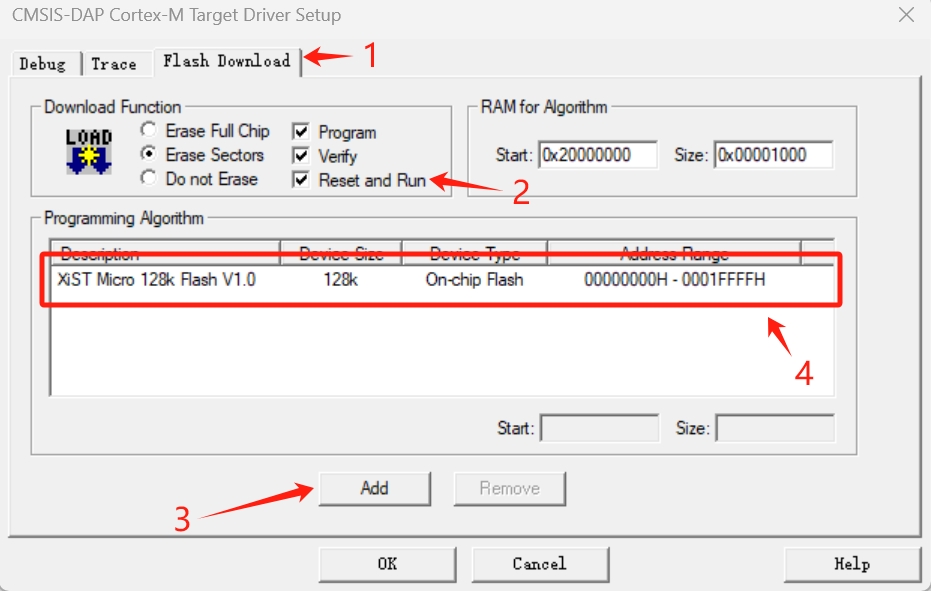 CMSIS-DAP Cortex-M Target Driver Setup
Debug Trace Flash Download 1
Download Function
LOAD
Erase Full Chip Program
Erase Sectors Verify
Do not Erase Reset and Run 2
RAM for Algorithm
Start: 0x20000000 Size: 0x00001000
Programming Algorithm
Description Device Size Device Type Address Range
XiST Micro 128k Flash V1.0 128k On-chip Flash 00000000H - 0001FFFFH
4
Start: Size:
3 Add Remove
OK Cancel Help